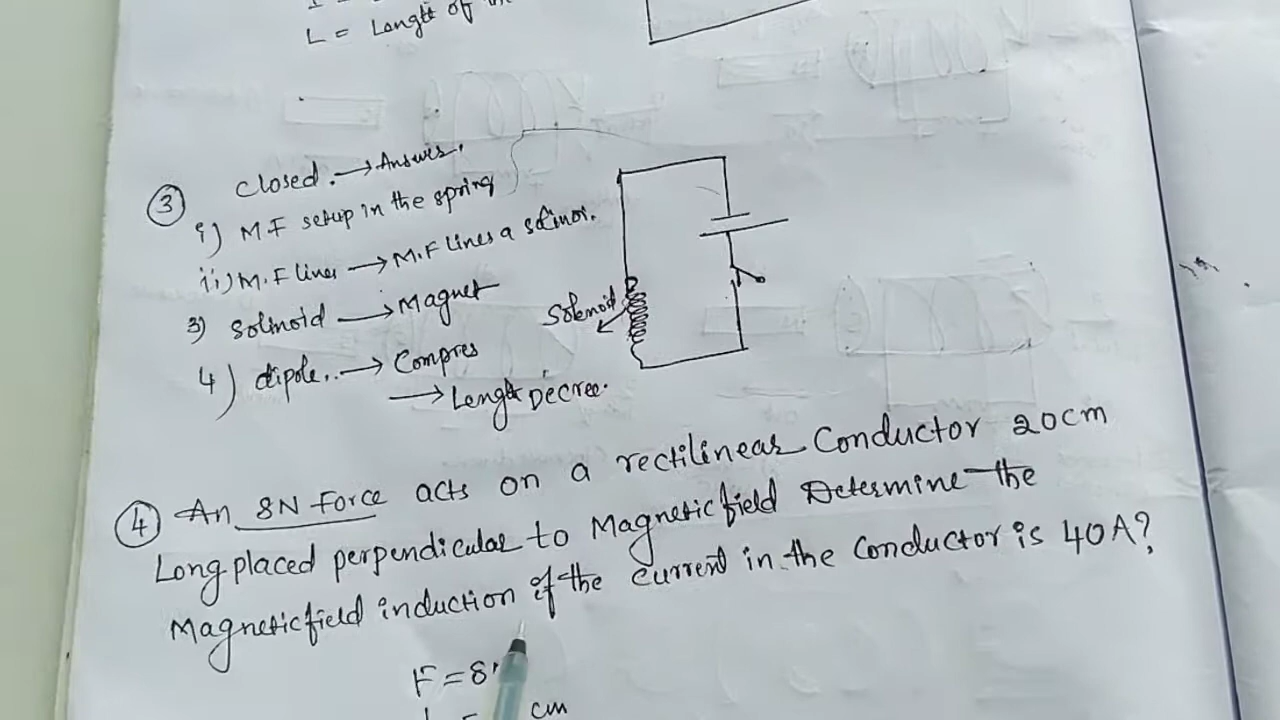 L = Length of
③ Closed. → Answer.
i) M.F setup in the spring
ii) M.F lines → M.F lines a solinoi.
3) Solinoid → Magnet
Solenoid
4) dipole.. → Compres
→ Length Decree.
④ An 8N Force acts on a rectilinear Conductor 20cm
Long placed perpendicular to Magnetic field Determine the
Magnetic field induction if the current in the Conductor is 40A?
F = 8
cm